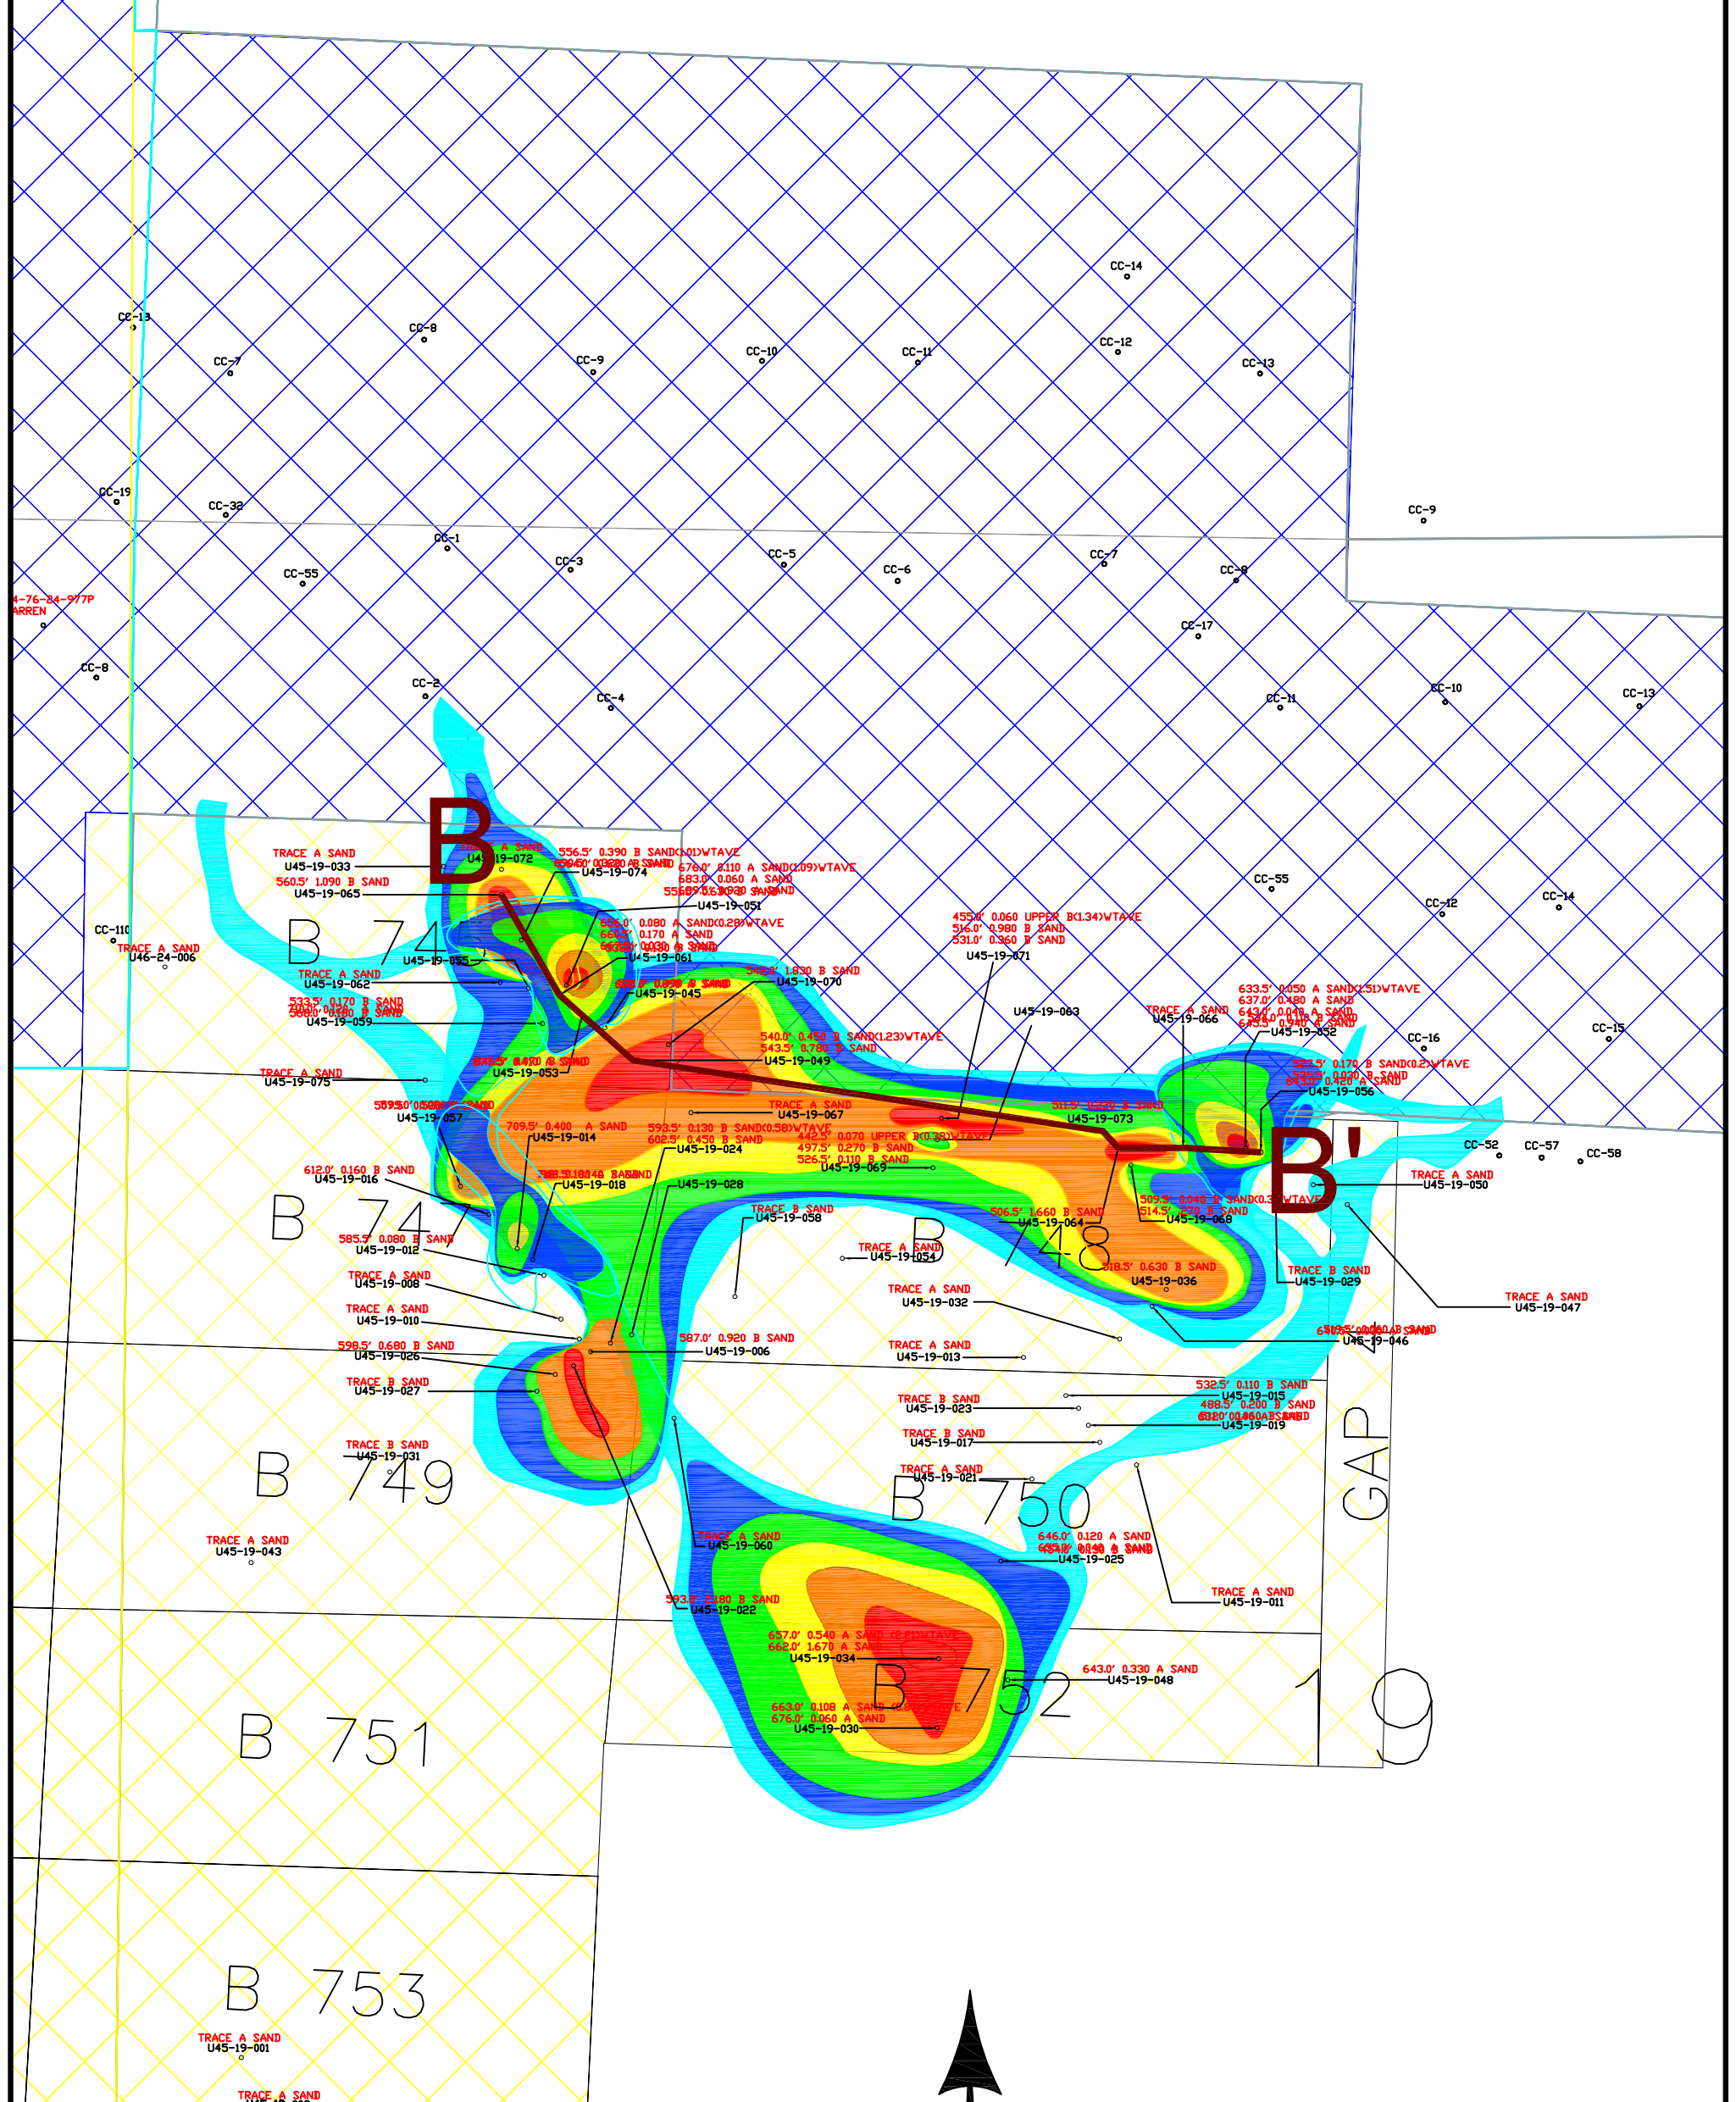 CC-14
CC-18
CC-8
CC-7
CC-9
CC-10
CC-11
CC-12
CC-13
CC-19
CC-32
CC-9
CC-1
CC-55
CC-3
CC-5
CC-6
CC-7
CC-8
4-76-24-977P
ARREN
CC-17
CC-8
CC-2
CC-4
CC-11
CC-10
CC-13
B
TRACE A SAND
U45-19-033
U45-19-072
556.5' 0.390 B SAND(1.01)WTAVE
U45-19-074
560.5' 1.090 B SAND
U45-19-065
676.0' 0.110 A SAND(1.09)WTAVE
683.0' 0.060 A SAND
U45-19-051
CC-55
CC-12
CC-14
CC-110
TRACE A SAND
U46-24-006
B 74
656.0' 0.080 A SAND(0.28)WTAVE
660.5' 0.170 A SAND
U45-19-061
U45-19-055
455.0' 0.060 UPPER B(1.34)WTAVE
516.0' 0.980 B SAND
531.0' 0.360 B SAND
U45-19-071
TRACE A SAND
U45-19-062
U45-19-070
U45-19-045
533.5' 0.170 B SAND
U45-19-059
U45-19-063
TRACE A SAND
U45-19-066
633.5' 0.050 A SAND(1.51)WTAVE
637.0' 0.480 A SAND
U45-19-052
CC-16
CC-15
540.0' 0.450 B SAND(1.23)WTAVE
543.5' 0.780 B SAND
U45-19-049
U45-19-053
TRACE A SAND
U45-19-075
U45-19-056
U45-19-057
TRACE A SAND
U45-19-067
U45-19-073
709.5' 0.400 A SAND
U45-19-014
593.5' 0.130 B SAND(0.58)WTAVE
602.5' 0.450 B SAND
U45-19-024
497.5' 0.270 B SAND
526.5' 0.110 B SAND
U45-19-069
B'
CC-52
CC-57
CC-58
612.0' 0.160 B SAND
U45-19-016
U45-19-018
U45-19-028
TRACE A SAND
U45-19-050
B 74
TRACE B SAND
U45-19-058
506.5' 1.660 B SAND
U45-19-064
U45-19-068
585.5' 0.080 B SAND
U45-19-012
B 748
TRACE A SAND
U45-19-054
518.5' 0.630 B SAND
U45-19-036
TRACE B SAND
U45-19-029
TRACE A SAND
U45-19-008
TRACE A SAND
U45-19-032
TRACE A SAND
U45-19-047
TRACE A SAND
U45-19-010
587.0' 0.920 B SAND
U45-19-006
U45-19-046
598.5' 0.680 B SAND
U45-19-026
TRACE A SAND
U45-19-013
TRACE B SAND
U45-19-027
532.5' 0.110 B SAND
U45-19-015
TRACE B SAND
U45-19-023
488.5' 0.200 B SAND
U45-19-019
TRACE B SAND
U45-19-017
GAP
TRACE B SAND
U45-19-031
B 749
TRACE A SAND
U45-19-021
B 750
TRACE A SAND
U45-19-043
TRACE A SAND
U45-19-060
646.0' 0.120 A SAND
U45-19-025
U45-19-022
TRACE A SAND
U45-19-011
662.0' 1.670 A SAND
U45-19-034
B 752
643.0' 0.330 A SAND
U45-19-048
676.0' 0.060 A SAND
U45-19-030
19
B 751
B 753
TRACE A SAND
U45-19-001
TRACE A SAND